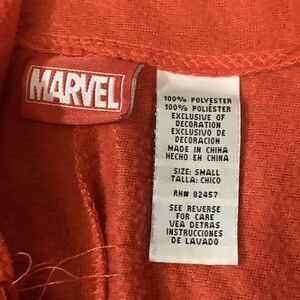 MARVEL
100% POLYESTER
100% POLIÉSTER
EXCLUSIVE OF
DECORATION
EXCLUSIVO DE
DECORACION
MADE IN CHINA
HECHO EN CHINA
SIZE: SMALL
TALLA: CHICO
RN# 82457
SEE REVERSE
FOR CARE
VEA DETRAS
INSTRUCCIONES
DE LAVADO